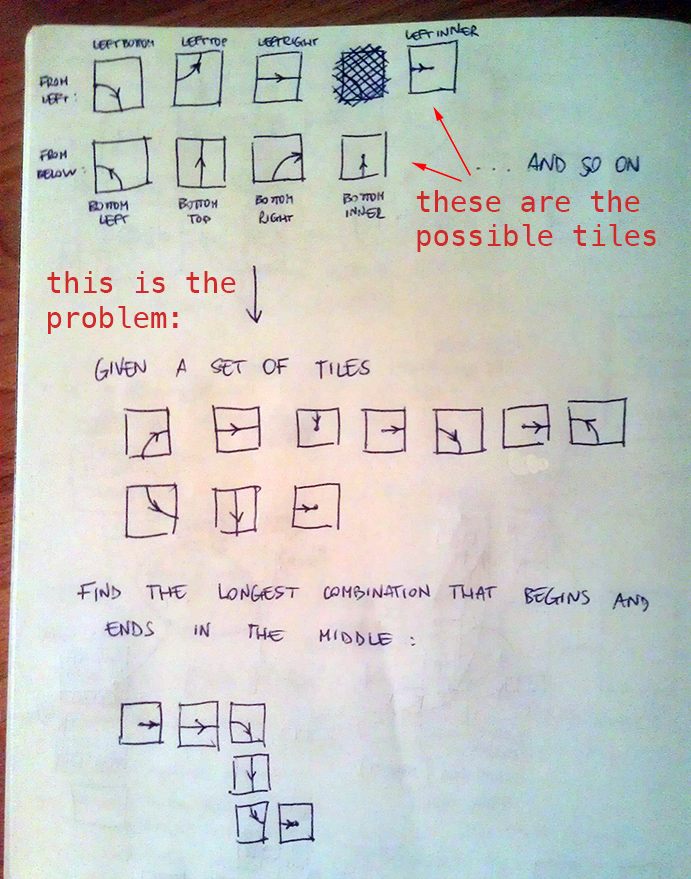 LEFT BOTTOM LEFT TOP LEFT RIGHT LEFT INNER
FROM
LEFT:
FROM
BELOW:
BOTTOM
LEFT
BOTTOM
TOP
BOTTOM
RIGHT
BOTTOM
INNER
.... AND SO ON
these are the
possible tiles
this is the
problem:
GIVEN A SET OF TILES
FIND THE LONGEST COMBINATION THAT BEGINS AND
ENDS IN THE MIDDLE: